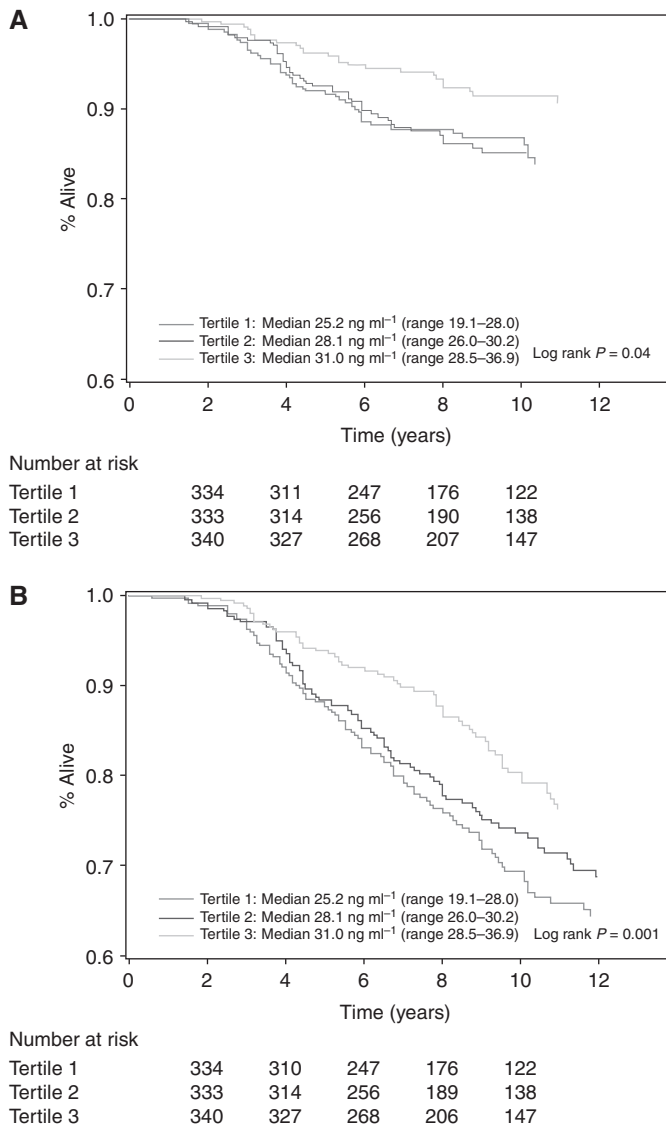 A
1.0
0.9
0.8
0.7
0.6
% Alive
Tertile 1: Median 25.2 ng ml⁻¹ (range 19.1–28.0)
Tertile 2: Median 28.1 ng ml⁻¹ (range 26.0–30.2)
Tertile 3: Median 31.0 ng ml⁻¹ (range 28.5–36.9)
Log rank P = 0.04
0 2 4 6 8 10 12
Time (years)
Number at risk
Tertile 1 334 311 247 176 122
Tertile 2 333 314 256 190 138
Tertile 3 340 327 268 207 147
B
1.0
0.9
0.8
0.7
0.6
% Alive
Tertile 1: Median 25.2 ng ml⁻¹ (range 19.1–28.0)
Tertile 2: Median 28.1 ng ml⁻¹ (range 26.0–30.2)
Tertile 3: Median 31.0 ng ml⁻¹ (range 28.5–36.9)
Log rank P = 0.001
0 2 4 6 8 10 12
Time (years)
Number at risk
Tertile 1 334 310 247 176 122
Tertile 2 333 314 256 189 138
Tertile 3 340 327 268 206 147